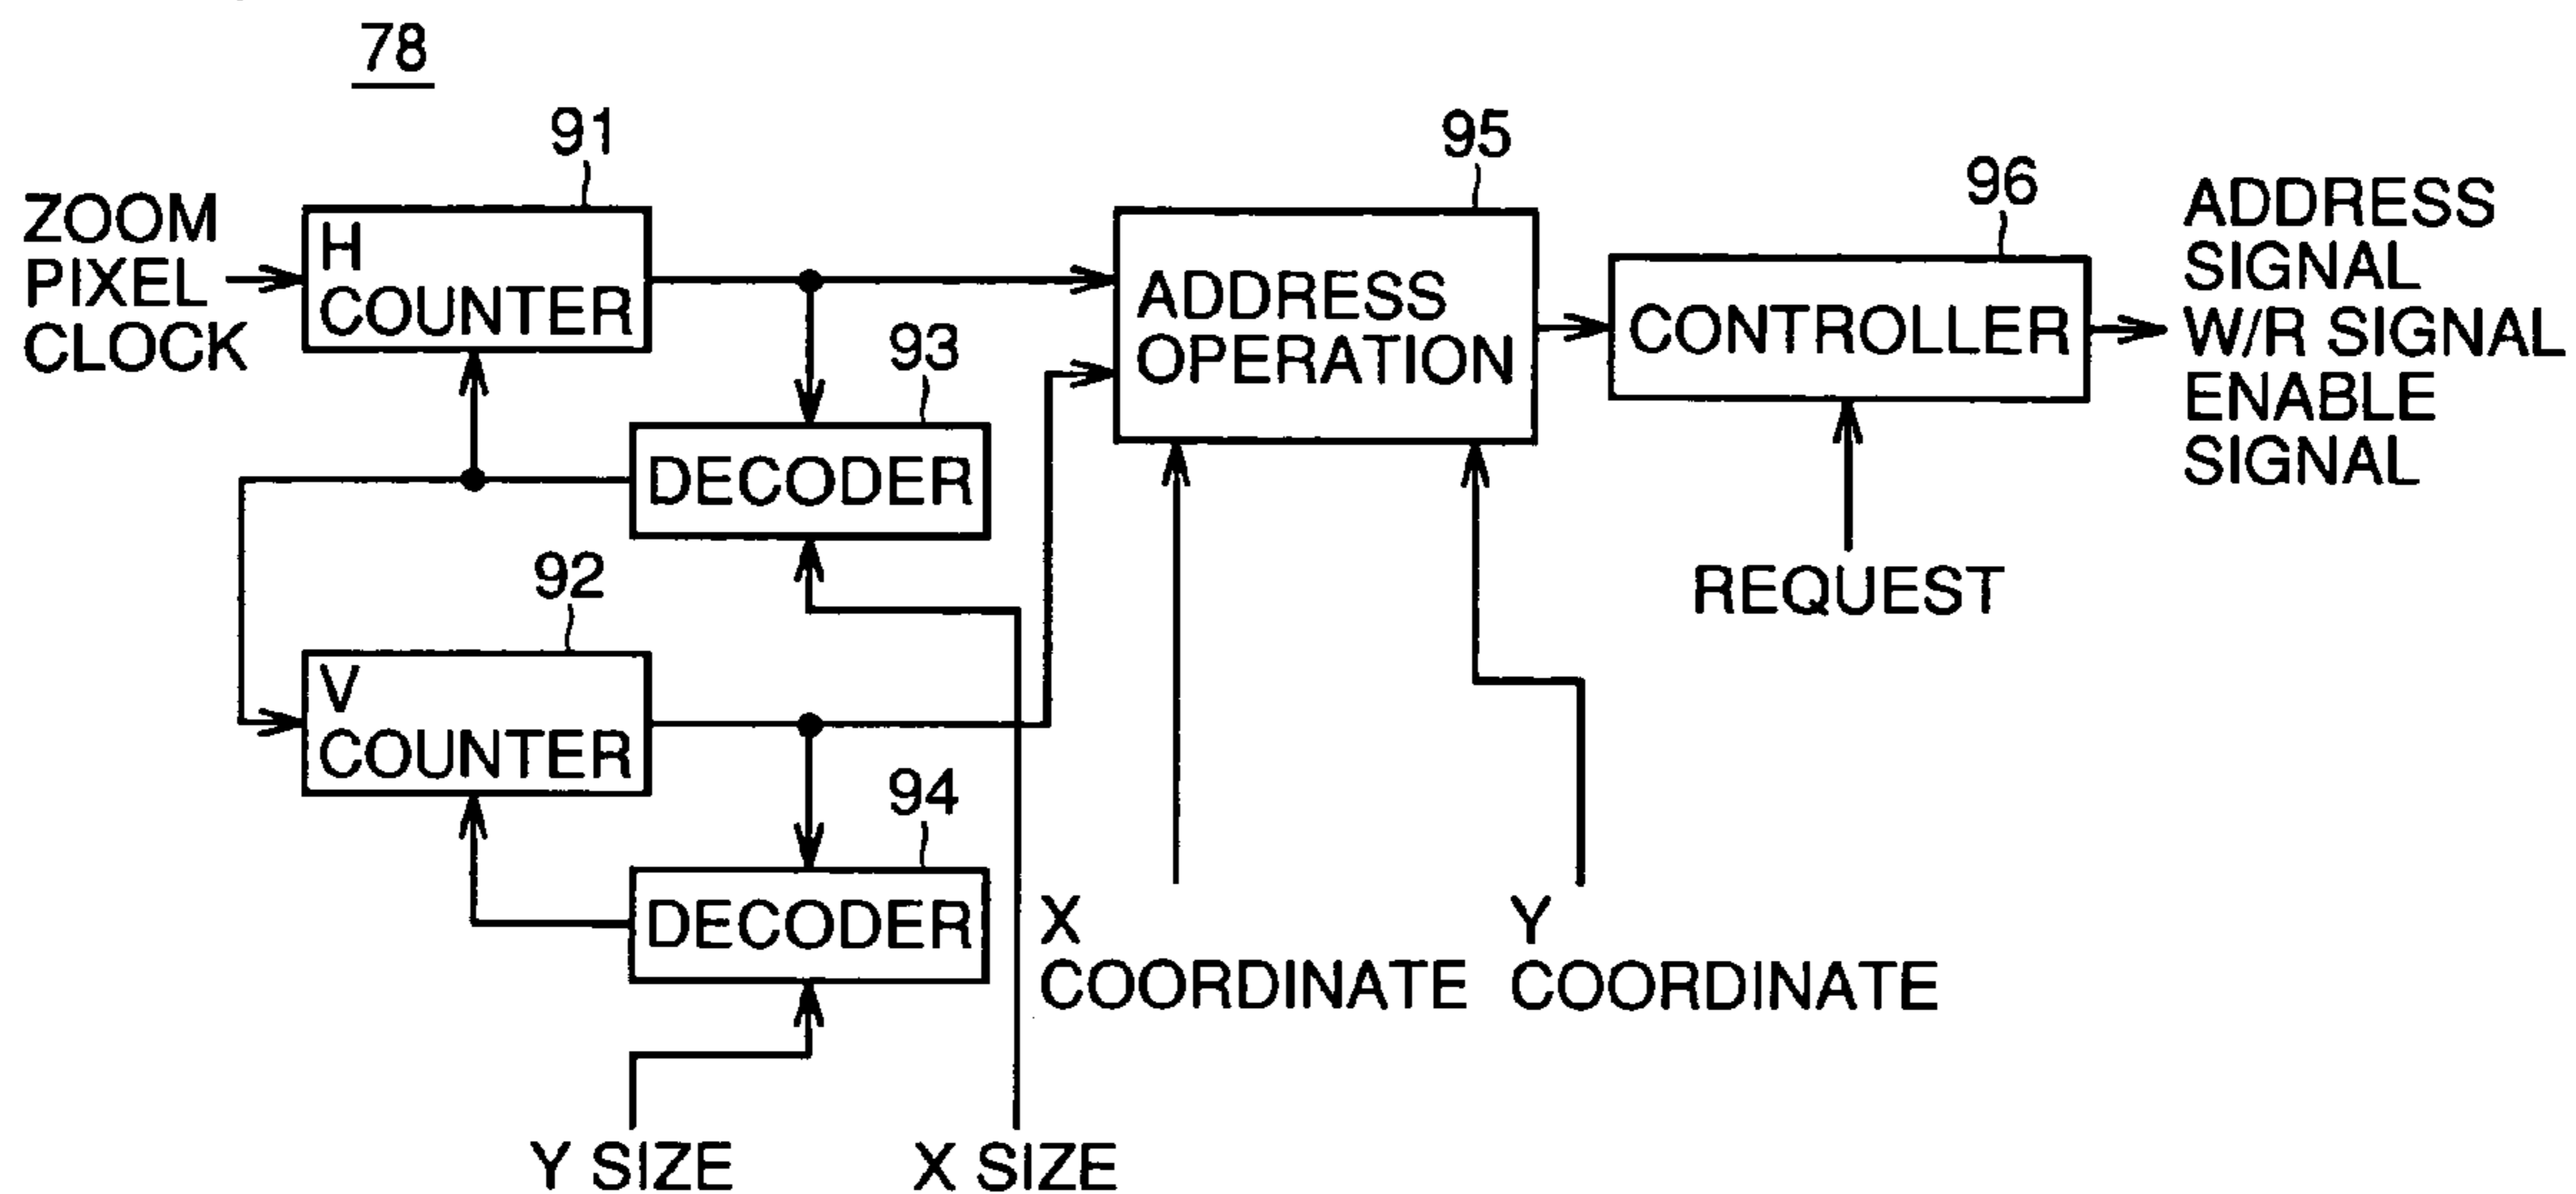 78
91
95
96
ZOOM
PIXEL
CLOCK
H
COUNTER
ADDRESS
OPERATION
CONTROLLER
ADDRESS
SIGNAL
W/R SIGNAL
ENABLE
SIGNAL
93
DECODER
REQUEST
92
V
COUNTER
94
DECODER
X
COORDINATE
Y
COORDINATE
Y SIZE
X SIZE